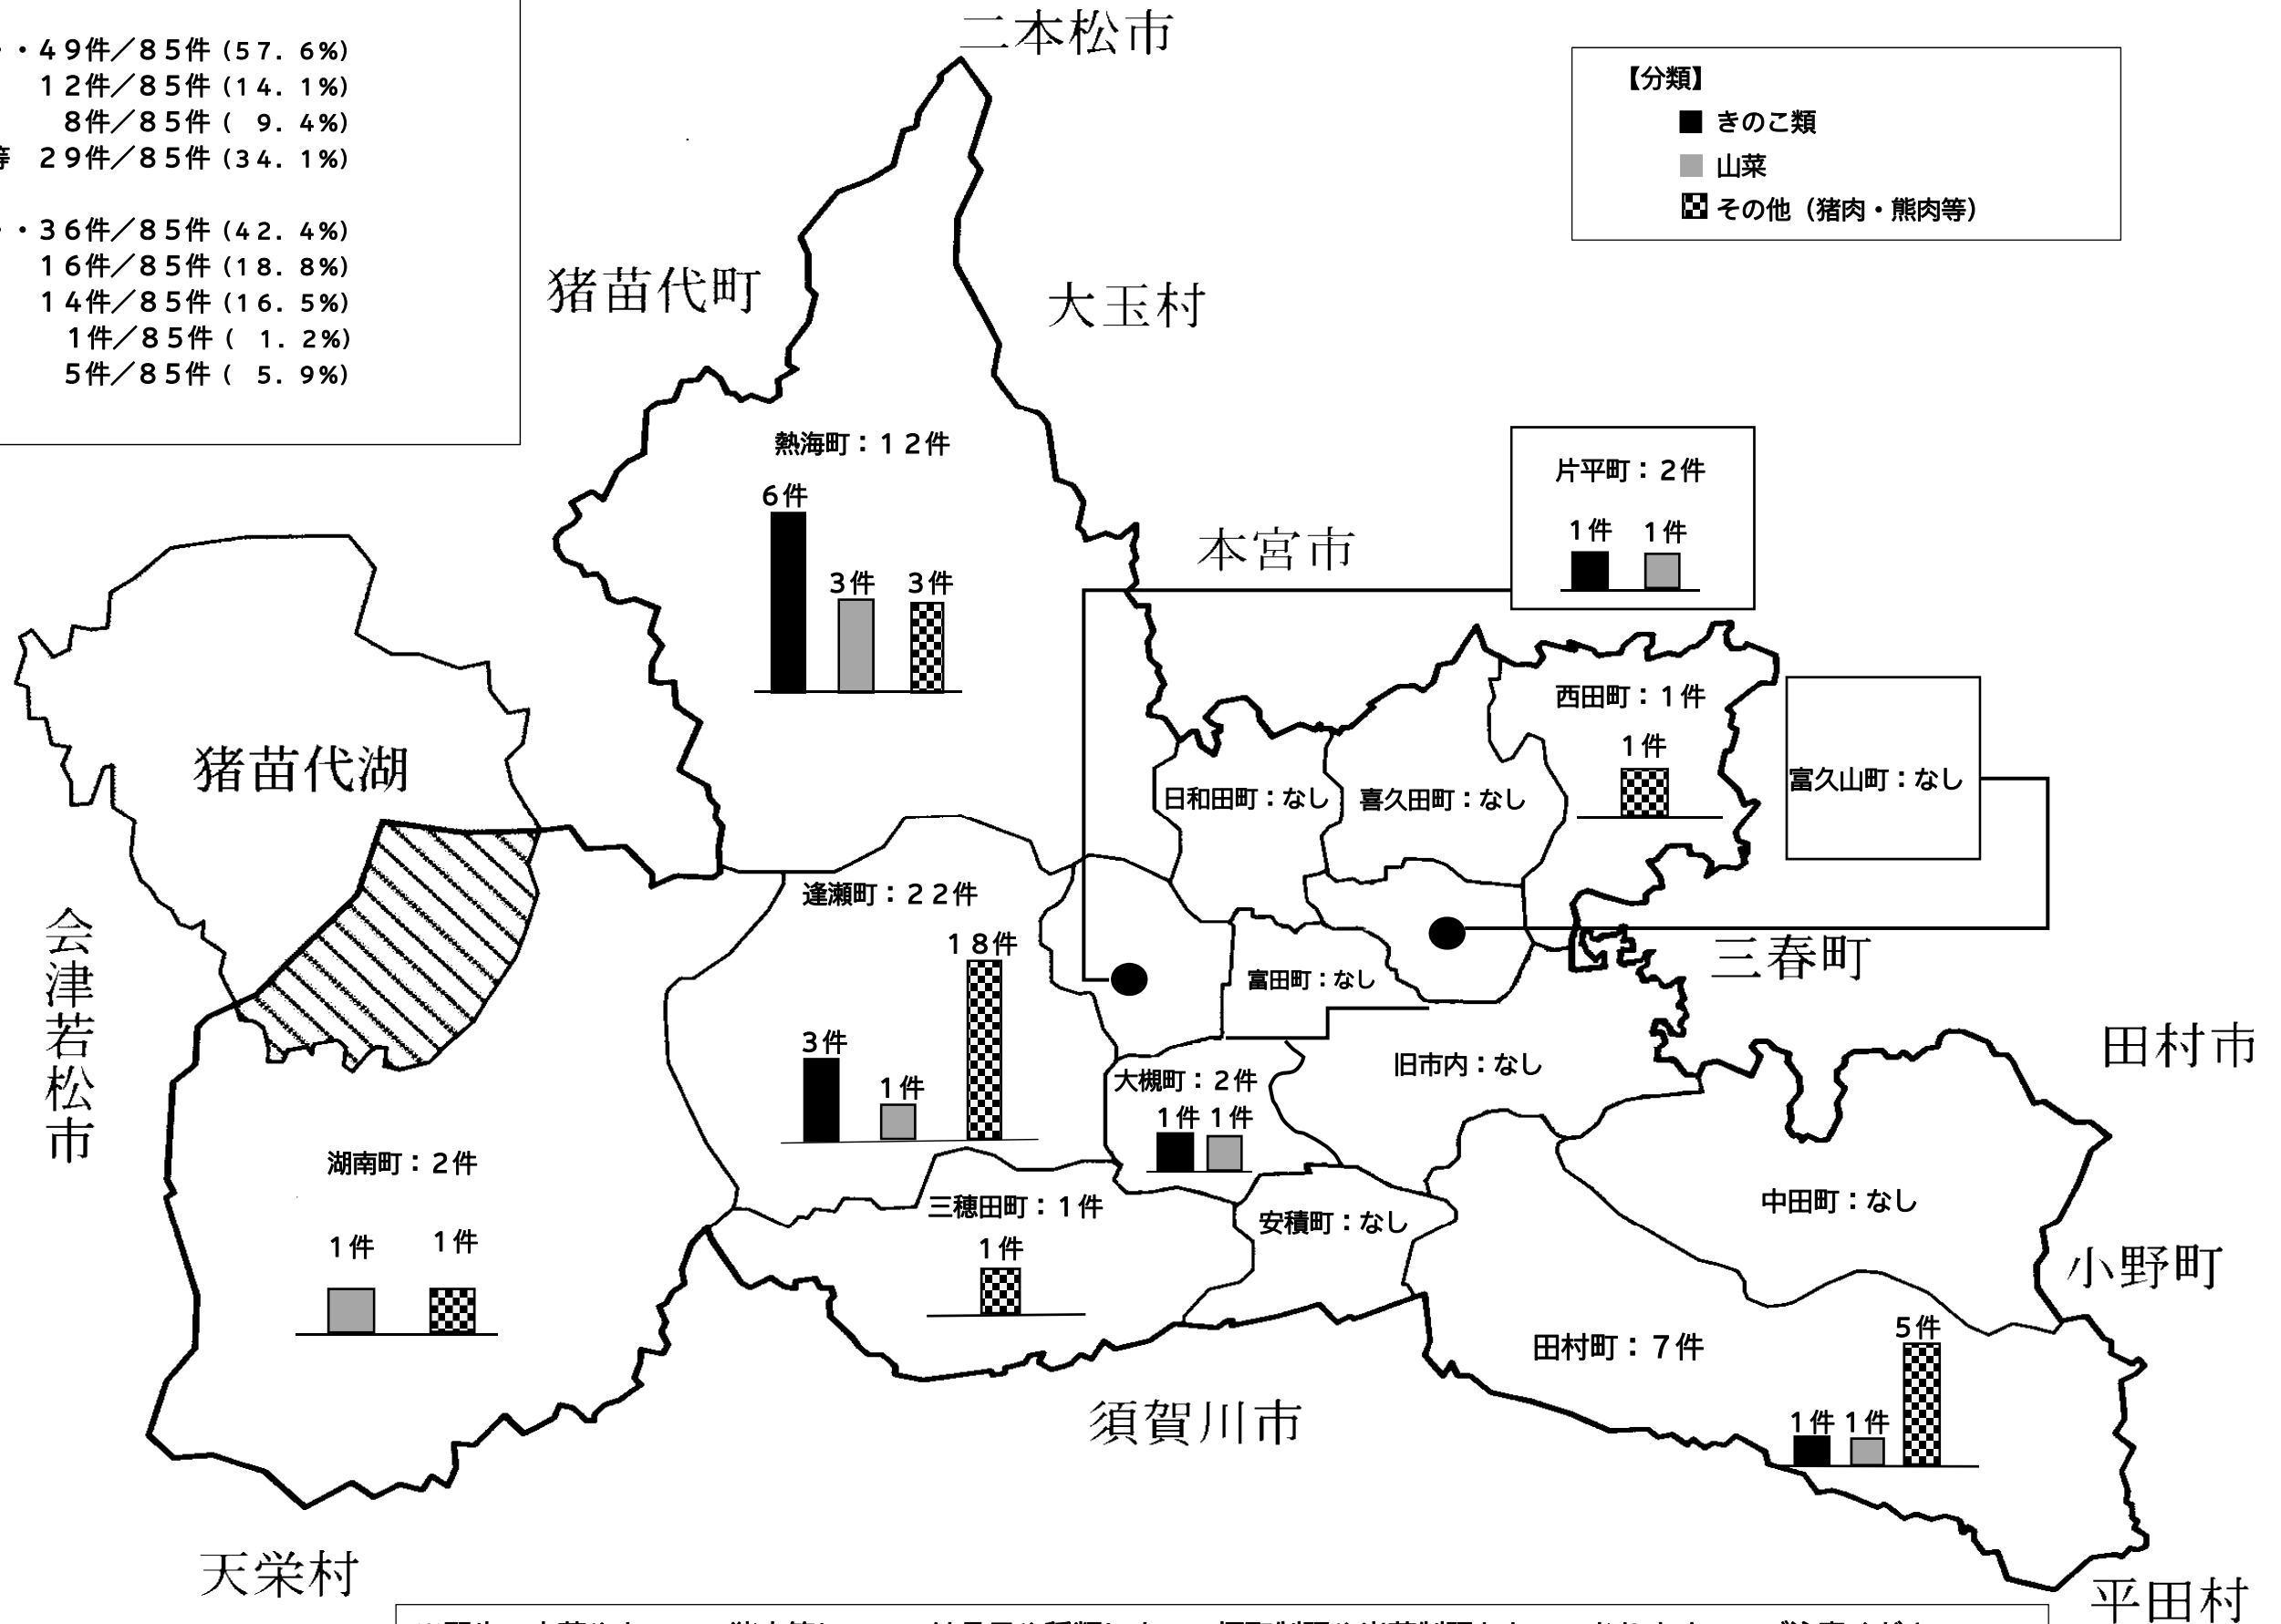 ・４９件／８５件（５７．６％）
１２件／８５件（１４．１％）
８件／８５件（　９．４％）
等　２９件／８５件（３４．１％）
・３６件／８５件（４２．４％）
１６件／８５件（１８．８％）
１４件／８５件（１６．５％）
１件／８５件（　１．２％）
５件／８５件（　５．９％）
二本松市
【分類】
きのこ類
山菜
その他（猪肉・熊肉等）
猪苗代町
大玉村
熱海町：１２件
6件
3件
3件
本宮市
片平町：２件
1件
1件
西田町：１件
1件
猪苗代湖
日和田町：なし
喜久田町：なし
富久山町：なし
逢瀬町：２２件
18件
3件
1件
富田町：なし
三春町
会津若松市
旧市内：なし
田村市
大槻町：２件
1件
1件
湖南町：２件
1件
1件
三穂田町：１件
1件
安積町：なし
中田町：なし
小野町
田村町：７件
5件
1件
1件
須賀川市
天栄村
平田村